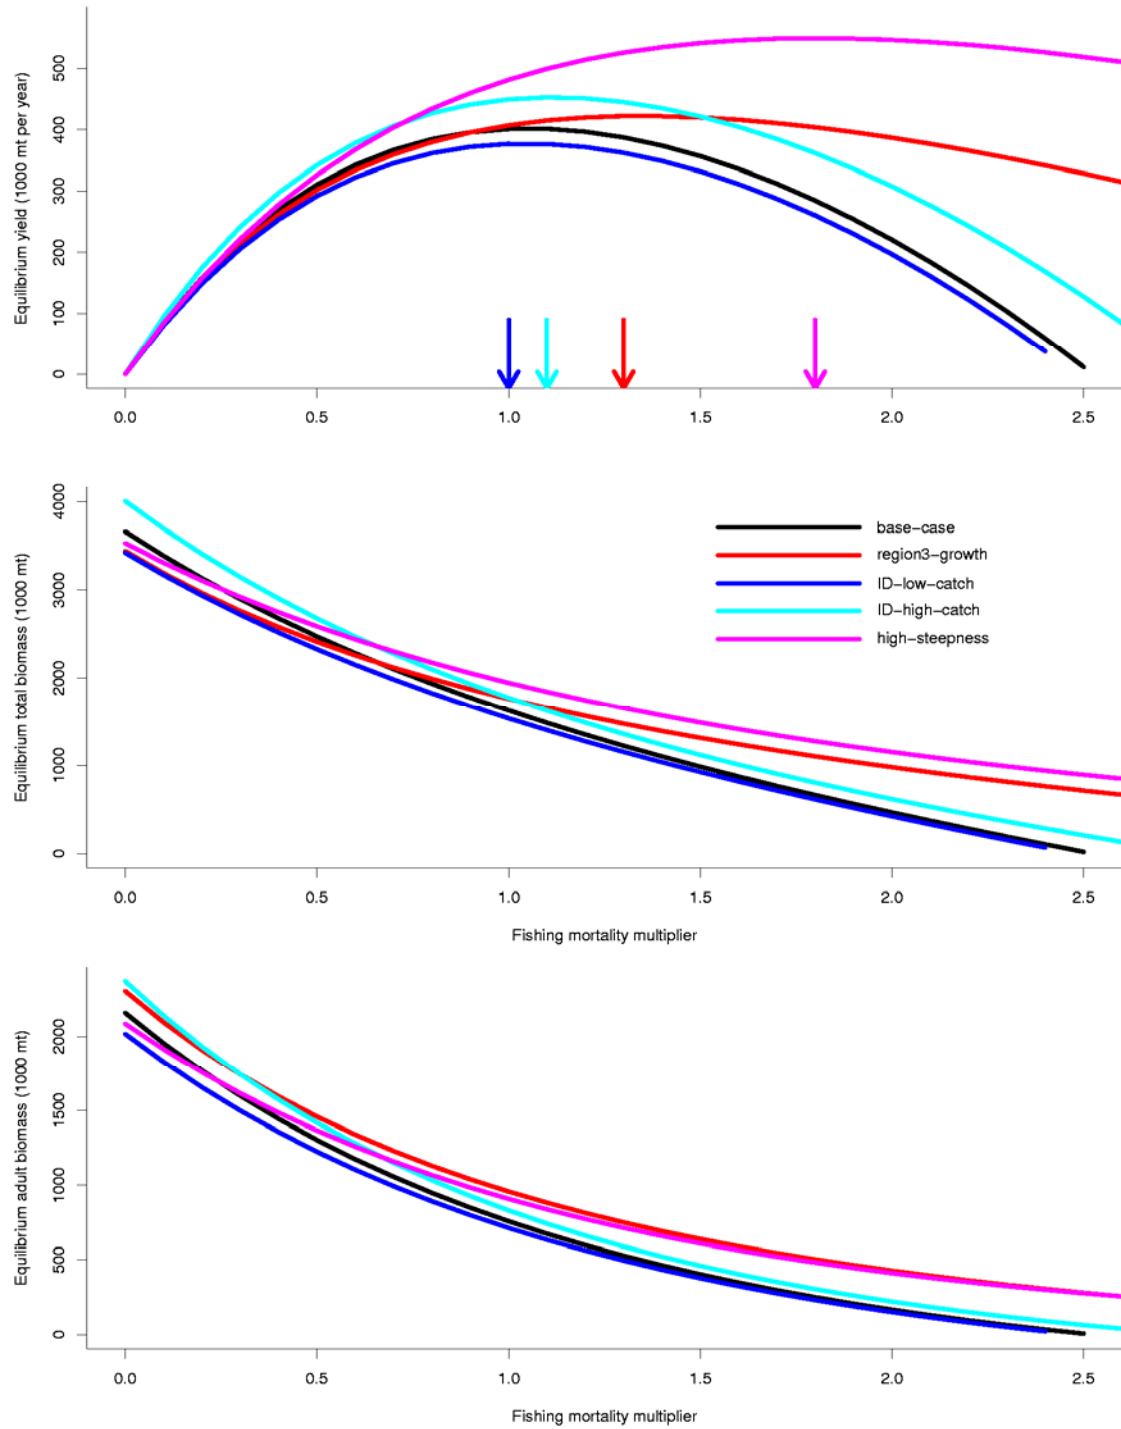 Equilibrium yield (1000 mt per year)
500
400
300
200
100
0
0.0 0.5 1.0 1.5 2.0 2.5
Equilibrium total biomass (1000 mt)
4000
3000
2000
1000
0
base-case
region3-growth
ID-low-catch
ID-high-catch
high-steepness
0.0 0.5 1.0 1.5 2.0 2.5
Fishing mortality multiplier
Equilibrium adult biomass (1000 mt)
2000
1500
1000
500
0
0.0 0.5 1.0 1.5 2.0 2.5
Fishing mortality multiplier